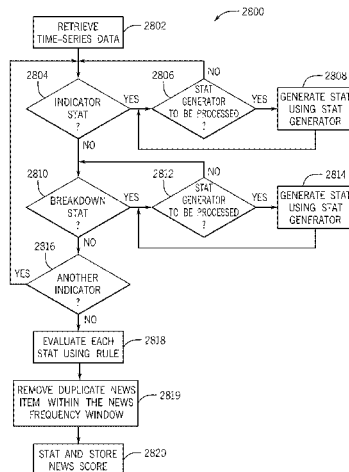 2800
RETRIEVE
TIME-SERIES DATA
2802
2804
INDICATOR
STAT
?
YES
NO
2806
STAT
GENERATOR
TO BE PROCESSED
?
NO
YES
2808
GENERATE STAT
USING STAT
GENERATOR
2810
BREAKDOWN
STAT
?
YES
NO
2812
STAT
GENERATOR
TO BE PROCESSED
?
NO
YES
2814
GENERATE STAT
USING STAT
GENERATOR
2816
ANOTHER
INDICATOR
?
YES
NO
EVALUATE EACH
STAT USING RULE
2818
REMOVE DUPLICATE NEWS
ITEM WITHIN THE NEWS
FREQUENCY WINDOW
2819
STAT AND STORE
NEWS SCORE
2820